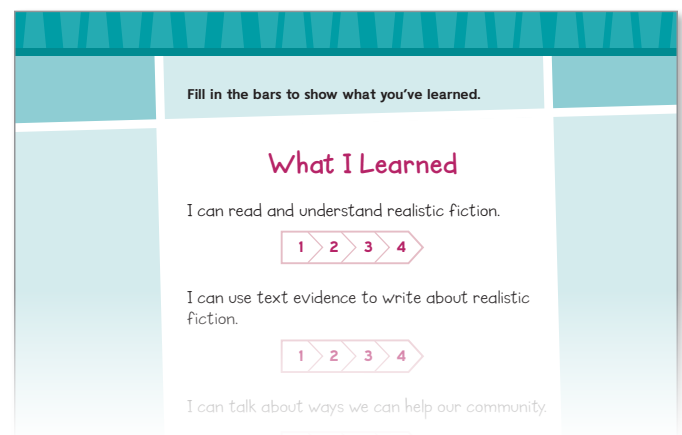 Fill in the bars to show what you've learned.
What I Learned
I can read and understand realistic fiction.
1 2 3 4
I can use text evidence to write about realistic
fiction.
1 2 3 4
I can talk about ways we can help our community.